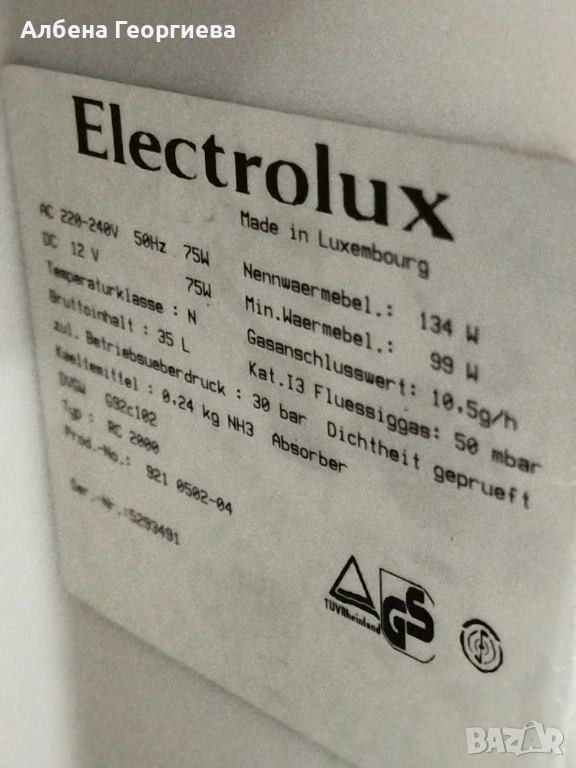 Албена Георгиева
Electrolux
Made in Luxembourg
AC 220-240V 50Hz 75W
DC 12 V 75W
Temperaturklasse : N
Bruttoinhalt : 35 L
Nennwaermebel.: 134 W
Min.Waermebel.: 99 W
Gasanschlusswert: 10,5g/h
Kat.I3 Fluessiggas: 50 mbar
zul. Betriebsueberdruck : 30 bar Dichtheit geprueft
Kaeltemittel : 0,24 kg NH3 Absorber
DVGW G92c102
Typ : RC 2000
Prod.-No.: 921 0502-04
Ser.-Nr.:5293491
TÜVRheinland
GS
BAZAR